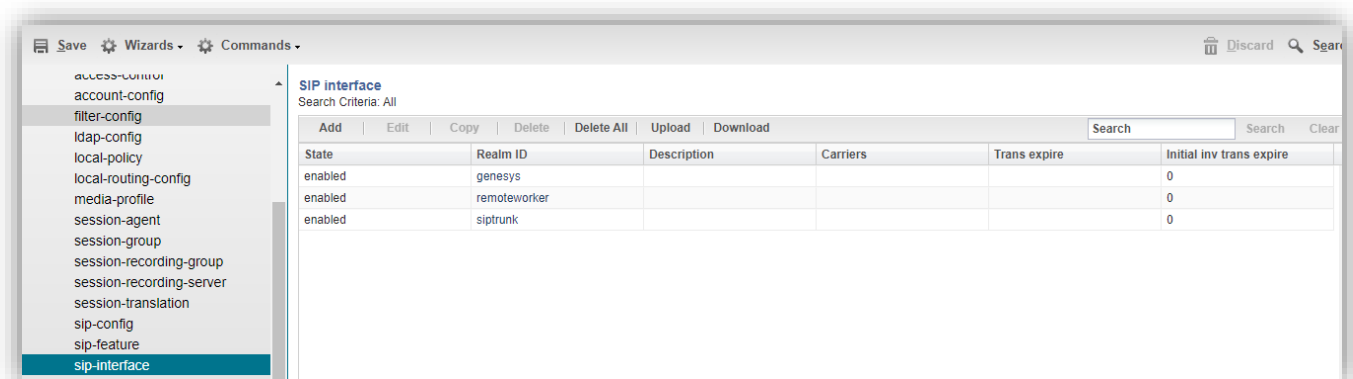 Save Wizards Commands Discard
access-control
account-config
filter-config
ldap-config
local-policy
local-routing-config
media-profile
session-agent
session-group
session-recording-group
session-recording-server
session-translation
sip-config
sip-feature
sip-interface
SIP interface
Search Criteria: All
Add Edit Copy Delete Delete All Upload Download Search Search Clear
State Realm ID Description Carriers Trans expire Initial inv trans expire
enabled genesys 0
enabled remoteworker 0
enabled siptrunk 0